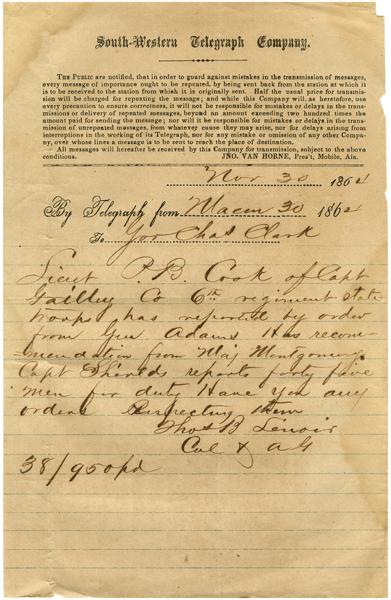 South-Western Telegraph Company.
THE PUBLIC are notified, that in order to guard against mistakes in the transmission of messages,
every message of importance ought to be repeated, by being sent back from the station at which it
is to be received to the station from which it is originally sent. Half the usual price for transmis-
sion will be charged for repeating the message; and while this Company will, as heretofore, use
every precaution to ensure correctness, it will not be responsible for mistakes or delays in the trans-
missions or delivery of repeated messages, beyond an amount exceeding two hundred times the
amount paid for sending the message; nor will it be responsible for mistakes or delays in the trans-
mission of unrepeated messages, from whatever cause they may arise, nor for delays arising from
interruptions in the working of its Telegraph, nor for any mistake or omission of any other Compa-
ny, over whose lines a message is to be sent to reach the place of destination.
All messages will hereafter be received by this Company for transmission, subject to the above
conditions. JNO. VAN HORNE, Pres't, Mobile, Ala.
Nov 30 1862
By Telegraph from Macon 30 1862
To Gov Chas Clark
Lieut P. B. Cook of Capt
Co 6th regiment state
troops has reported by order
from Gen Adams Has recom-
mendation from Maj Montgomery
Capt reports forty five
men for duty Have you any
orders Respecting them
Thos B Lenoir
Col & AG
38/950 pd